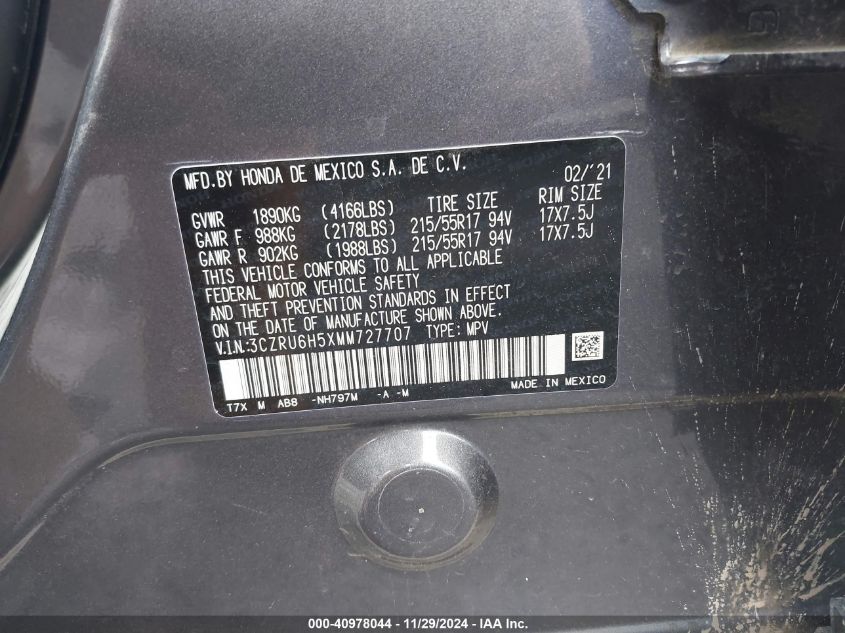 MFD.BY HONDA DE MEXICO S.A. DE C.V. 02/'21
GVWR 1890KG (4166LBS) TIRE SIZE RIM SIZE
GAWR F 988KG (2178LBS) 215/55R17 94V 17X7.5J
GAWR R 902KG (1988LBS) 215/55R17 94V 17X7.5J
THIS VEHICLE CONFORMS TO ALL APPLICABLE
FEDERAL MOTOR VEHICLE SAFETY
AND THEFT PREVENTION STANDARDS IN EFFECT
ON THE DATE OF MANUFACTURE SHOWN ABOVE.
V.I.N.:3CZRU6H5XMM727707 TYPE: MPV
T7X M AB8 -NH797M -A -M MADE IN MEXICO
000-40978044 - 11/29/2024 - IAA Inc.